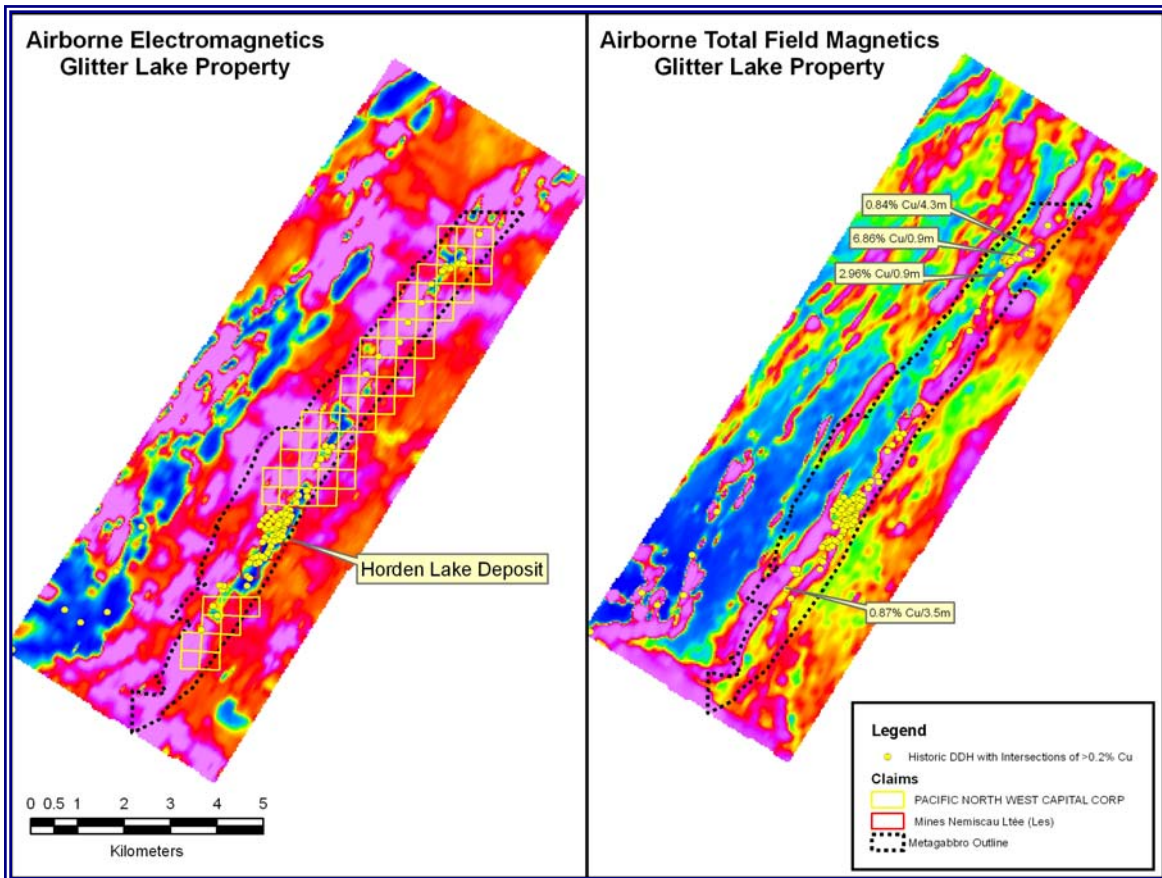 Airborne Electromagnetics
Glitter Lake Property
Horden Lake Deposit
0 0.5 1 2 3 4 5
Kilometers
Airborne Total Field Magnetics
Glitter Lake Property
0.84% Cu/4.3m
6.86% Cu/0.9m
2.96% Cu/0.9m
0.87% Cu/3.5m
Legend
Historic DDH with Intersections of >0.2% Cu
Claims
PACIFIC NORTH WEST CAPITAL CORP
Mines Nemiscau Ltée (Les)
Metagabbro Outline